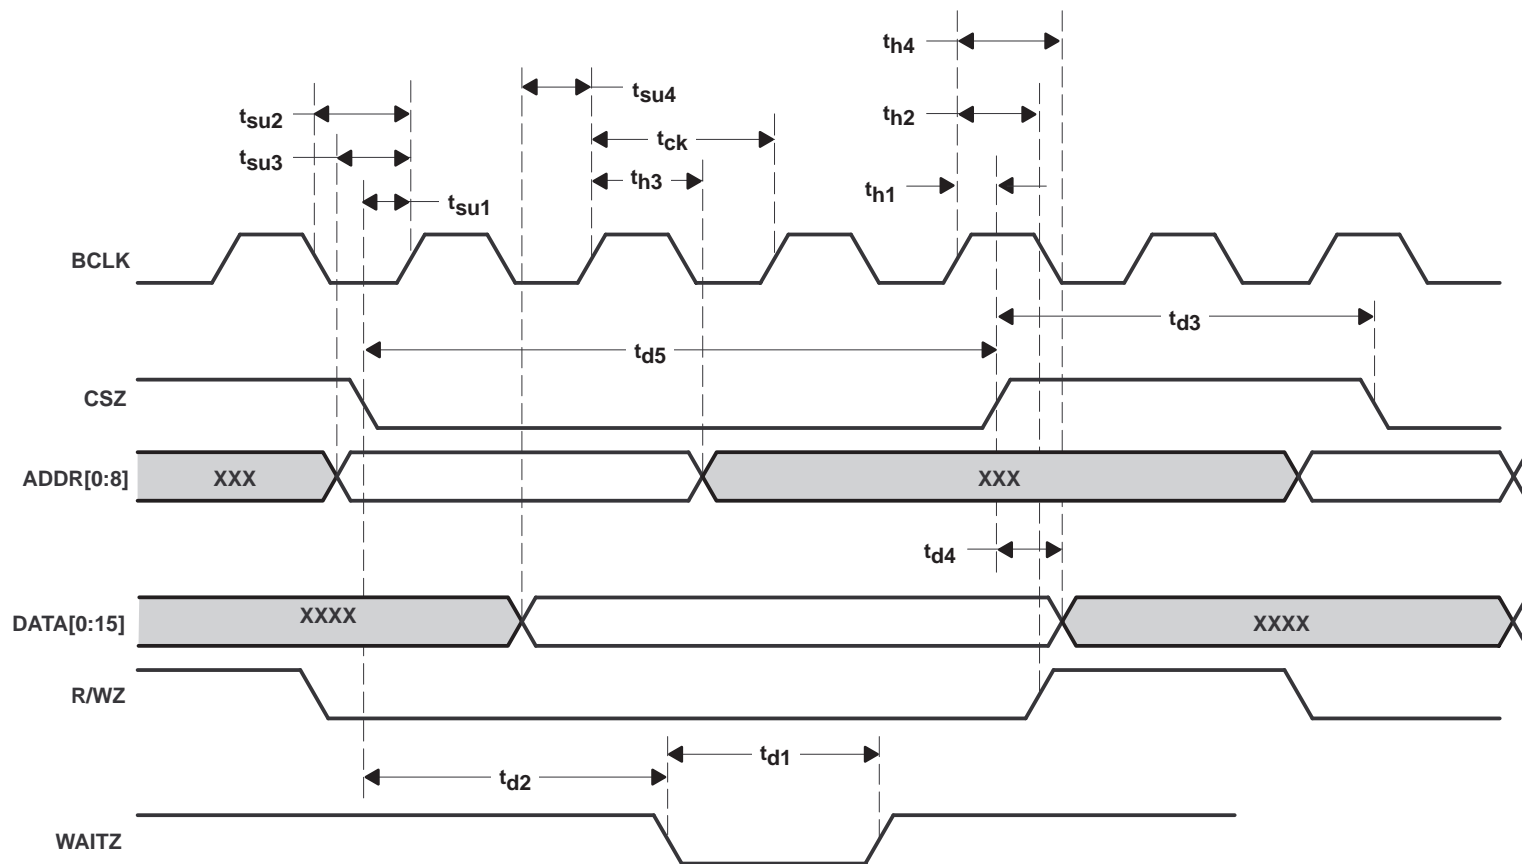 th4
tsu4
tsu2
th2
tck
tsu3
th3
th1
tsu1
BCLK
td3
td5
CSZ
ADDR[0:8]
XXX
XXX
td4
XXXX
DATA[0:15]
XXXX
R/WZ
td1
td2
WAITZ